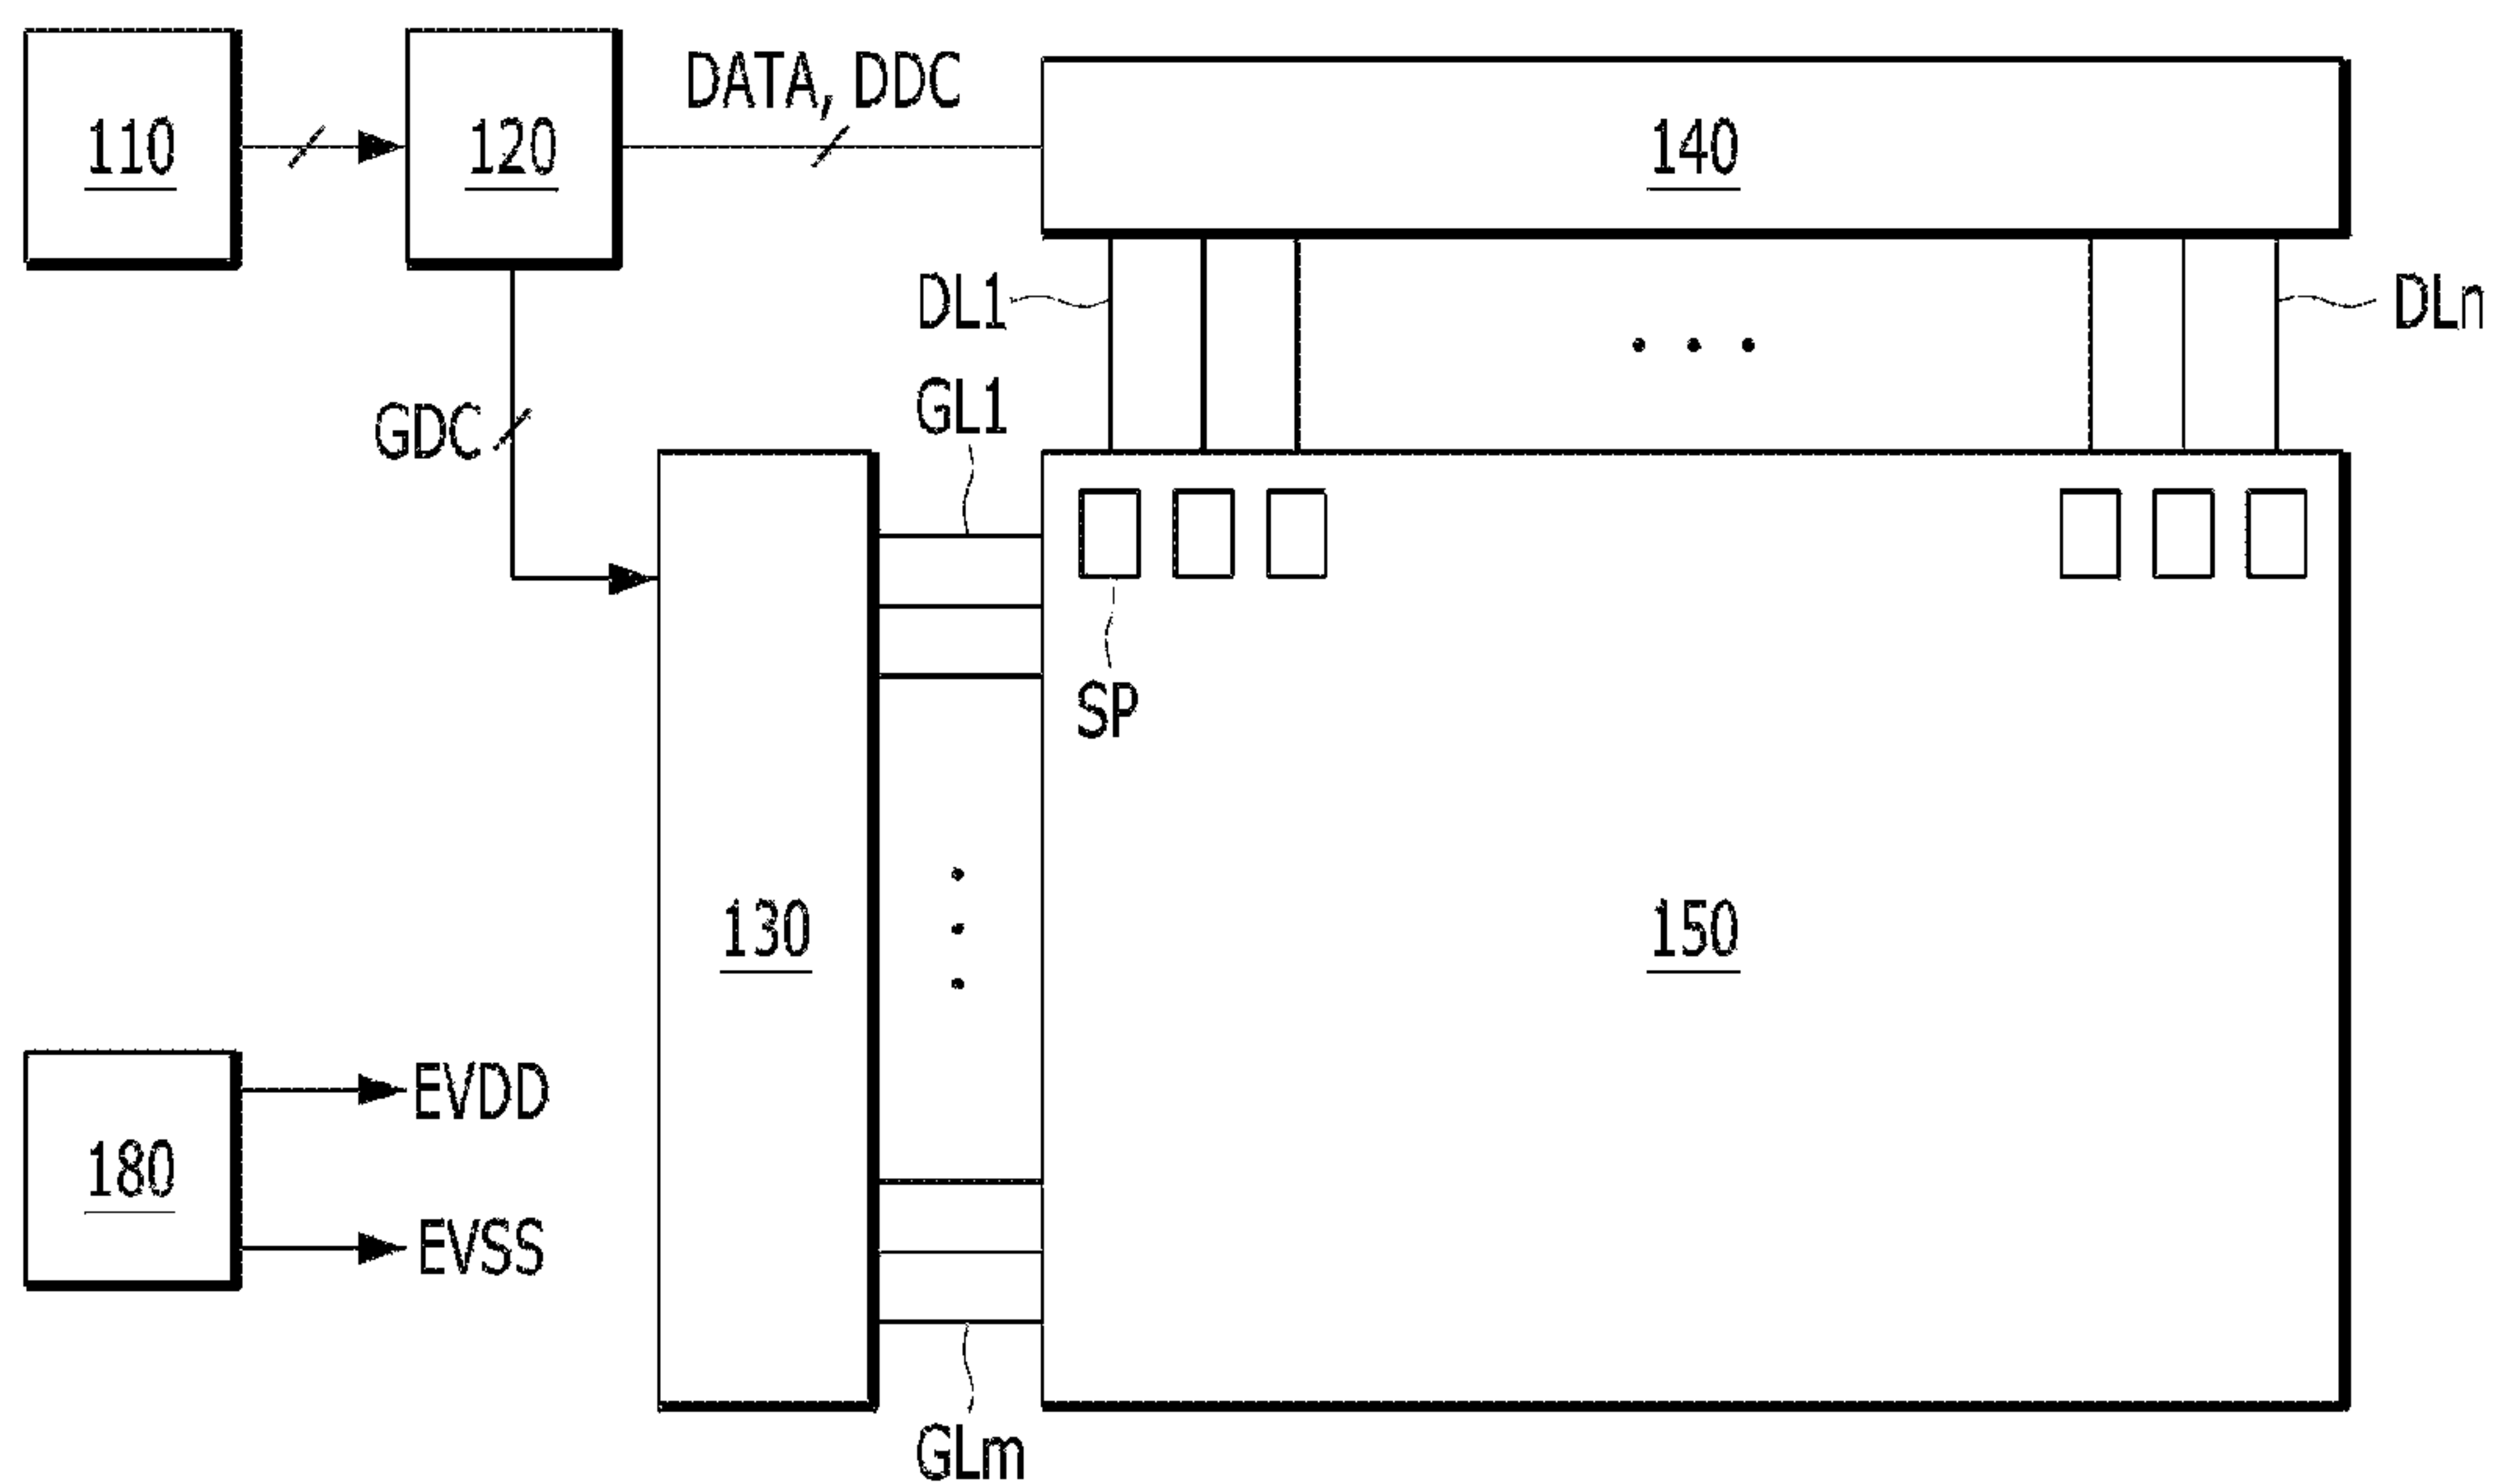 110
120
DATA, DDC
140
DL1
DLn
GL1
GDC
SP
130
150
EVDD
180
EVSS
GLm